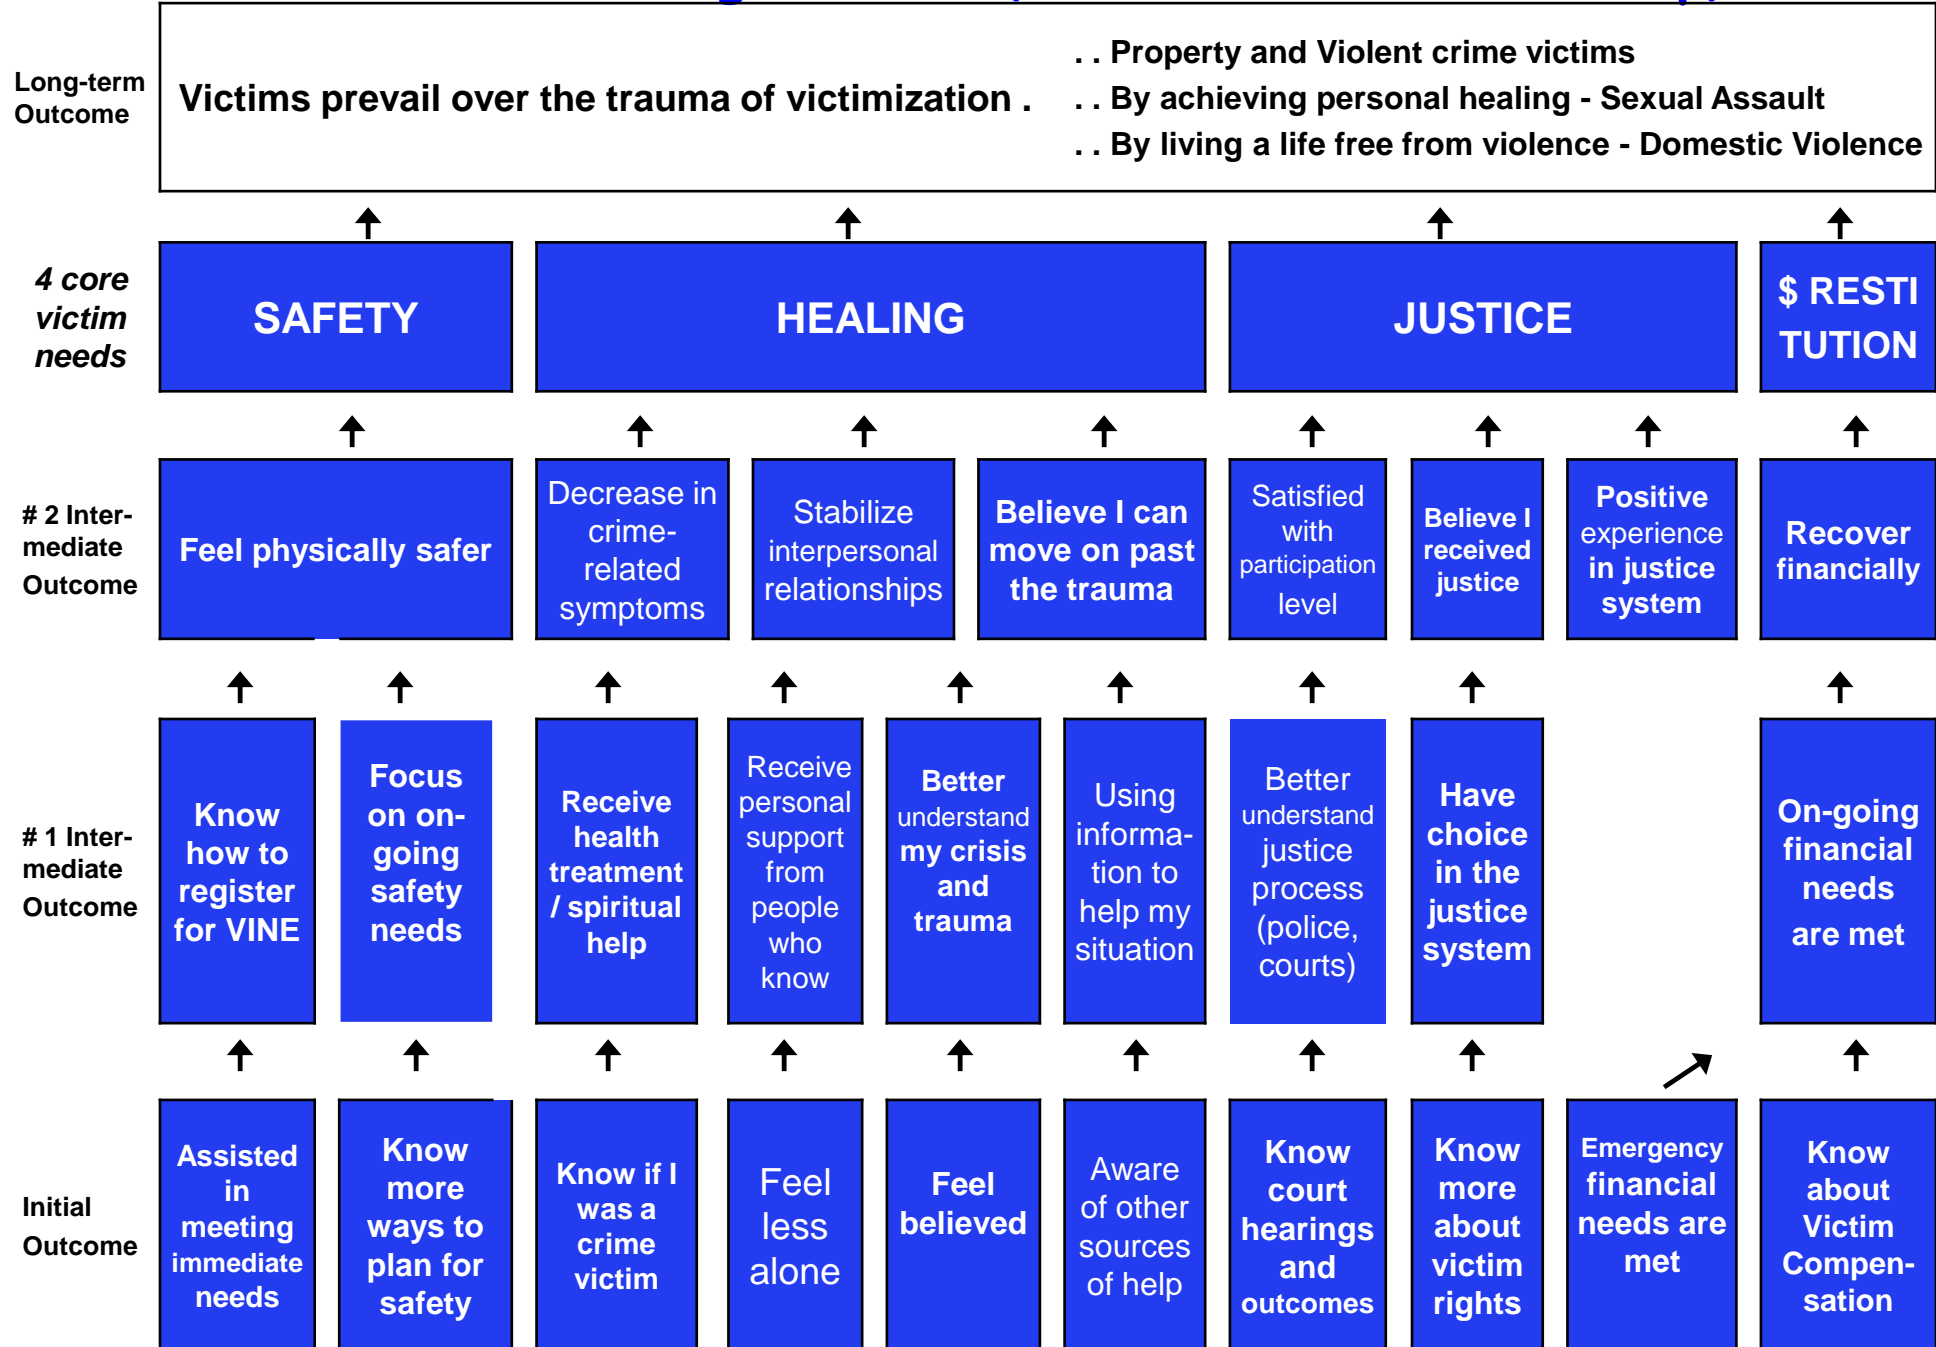 Long-term
Outcome
Victims prevail over the trauma of victimization .
. . Property and Violent crime victims
. . By achieving personal healing - Sexual Assault
. . By living a life free from violence - Domestic Violence
4 core
victim
needs
SAFETY
HEALING
JUSTICE
$ RESTI
TUTION
# 2 Inter-
mediate
Outcome
Feel physically safer
Decrease in
crime-
related
symptoms
Stabilize
interpersonal
relationships
Believe I can
move on past
the trauma
Satisfied
with
participation
level
Believe I
received
justice
Positive
experience
in justice
system
Recover
financially
# 1 Inter-
mediate
Outcome
Know
how to
register
for VINE
Focus
on on-
going
safety
needs
Receive
health
treatment
/ spiritual
help
Receive
personal
support
from
people
who
know
Better
understand
my crisis
and
trauma
Using
informa-
tion to
help my
situation
Better
understand
justice
process
(police,
courts)
Have
choice
in the
justice
system
On-going
financial
needs
are met
Initial
Outcome
Assisted
in
meeting
immediate
needs
Know
more
ways to
plan for
safety
Know if I
was a
crime
victim
Feel
less
alone
Feel
believed
Aware
of other
sources
of help
Know
court
hearings
and
outcomes
Know
more
about
victim
rights
Emergency
financial
needs are
met
Know
about
Victim
Compen-
sation